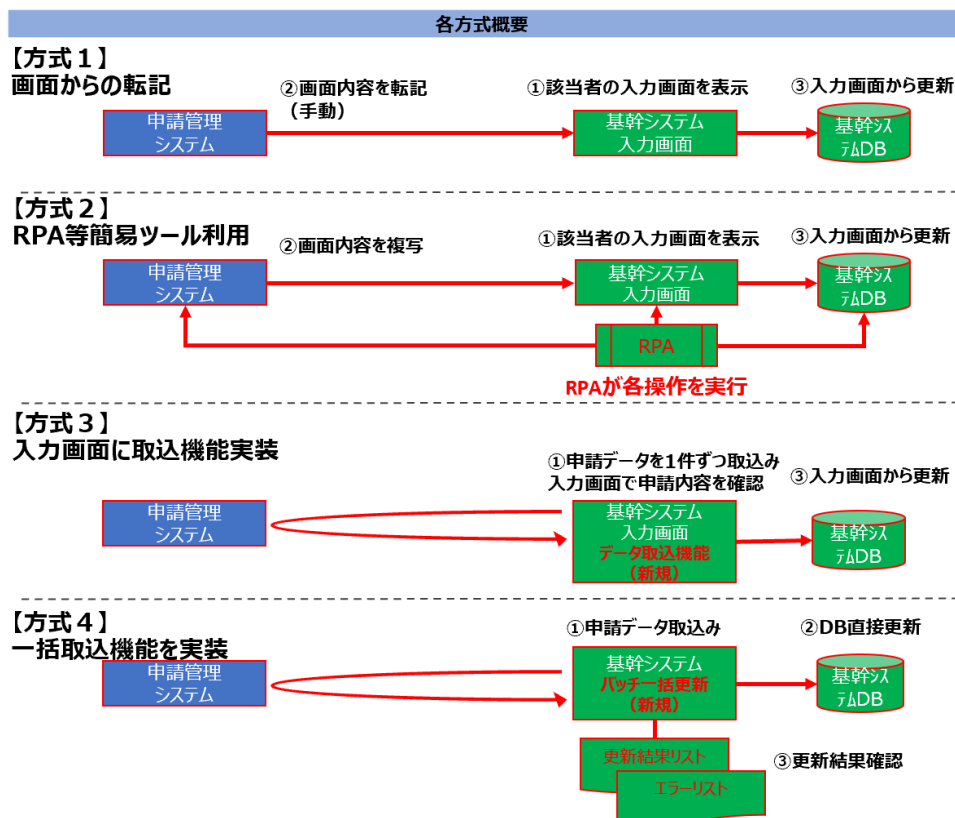 各方式概要
【方式１】
画面からの転記
②画面内容を転記
（手動）
①該当者の入力画面を表示
③入力画面から更新
申請管理
システム
基幹システム
入力画面
基幹シス
テムDB
【方式２】
RPA等簡易ツール利用
②画面内容を複写
①該当者の入力画面を表示
③入力画面から更新
申請管理
システム
基幹システム
入力画面
基幹シス
テムDB
RPA
RPAが各操作を実行
【方式３】
入力画面に取込機能実装
①申請データを1件ずつ取込み
入力画面で申請内容を確認
③入力画面から更新
申請管理
システム
基幹システム
入力画面
データ取込機能
（新規）
基幹シス
テムDB
【方式４】
一括取込機能を実装
①申請データ取込み
②DB直接更新
申請管理
システム
基幹システム
バッチ一括更新
（新規）
基幹シス
テムDB
更新結果リスト
エラーリスト
③更新結果確認